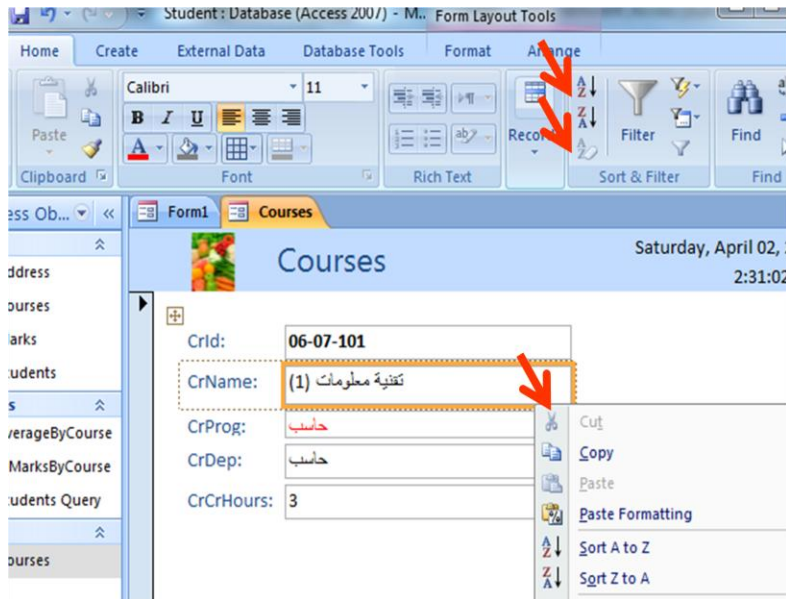 Student : Database (Access 2007) - M.. Form Layout Tools
Home Create External Data Database Tools Format Arrange
Calibri 11
B I U
Paste Records Filter Find
Clipboard Font Rich Text Sort & Filter Find
Form1 Courses
Courses
Saturday, April 02,
2:31:02
CrId: 06-07-101
CrName: تقنية معلومات (1)
CrProg: حاسب
CrDep: حاسب
CrCrHours: 3
ess Ob...
ddress
ourses
arks
tudents
s
verageByCourse
MarksByCourse
tudents Query
ourses
Cut
Copy
Paste
Paste Formatting
Sort A to Z
Sort Z to A